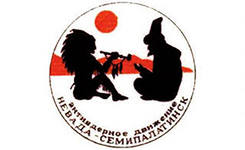 антиядерное движение
НЕВАДА-СЕМИПАЛАТИНСК